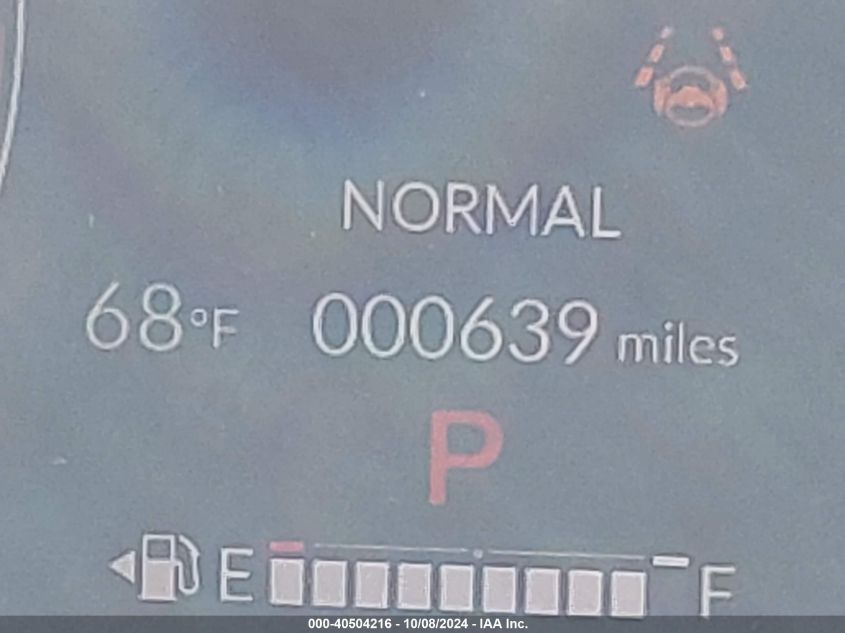 NORMAL
68°F 000639 miles
P
E F
000-40504216 - 10/08/2024 - IAA Inc.